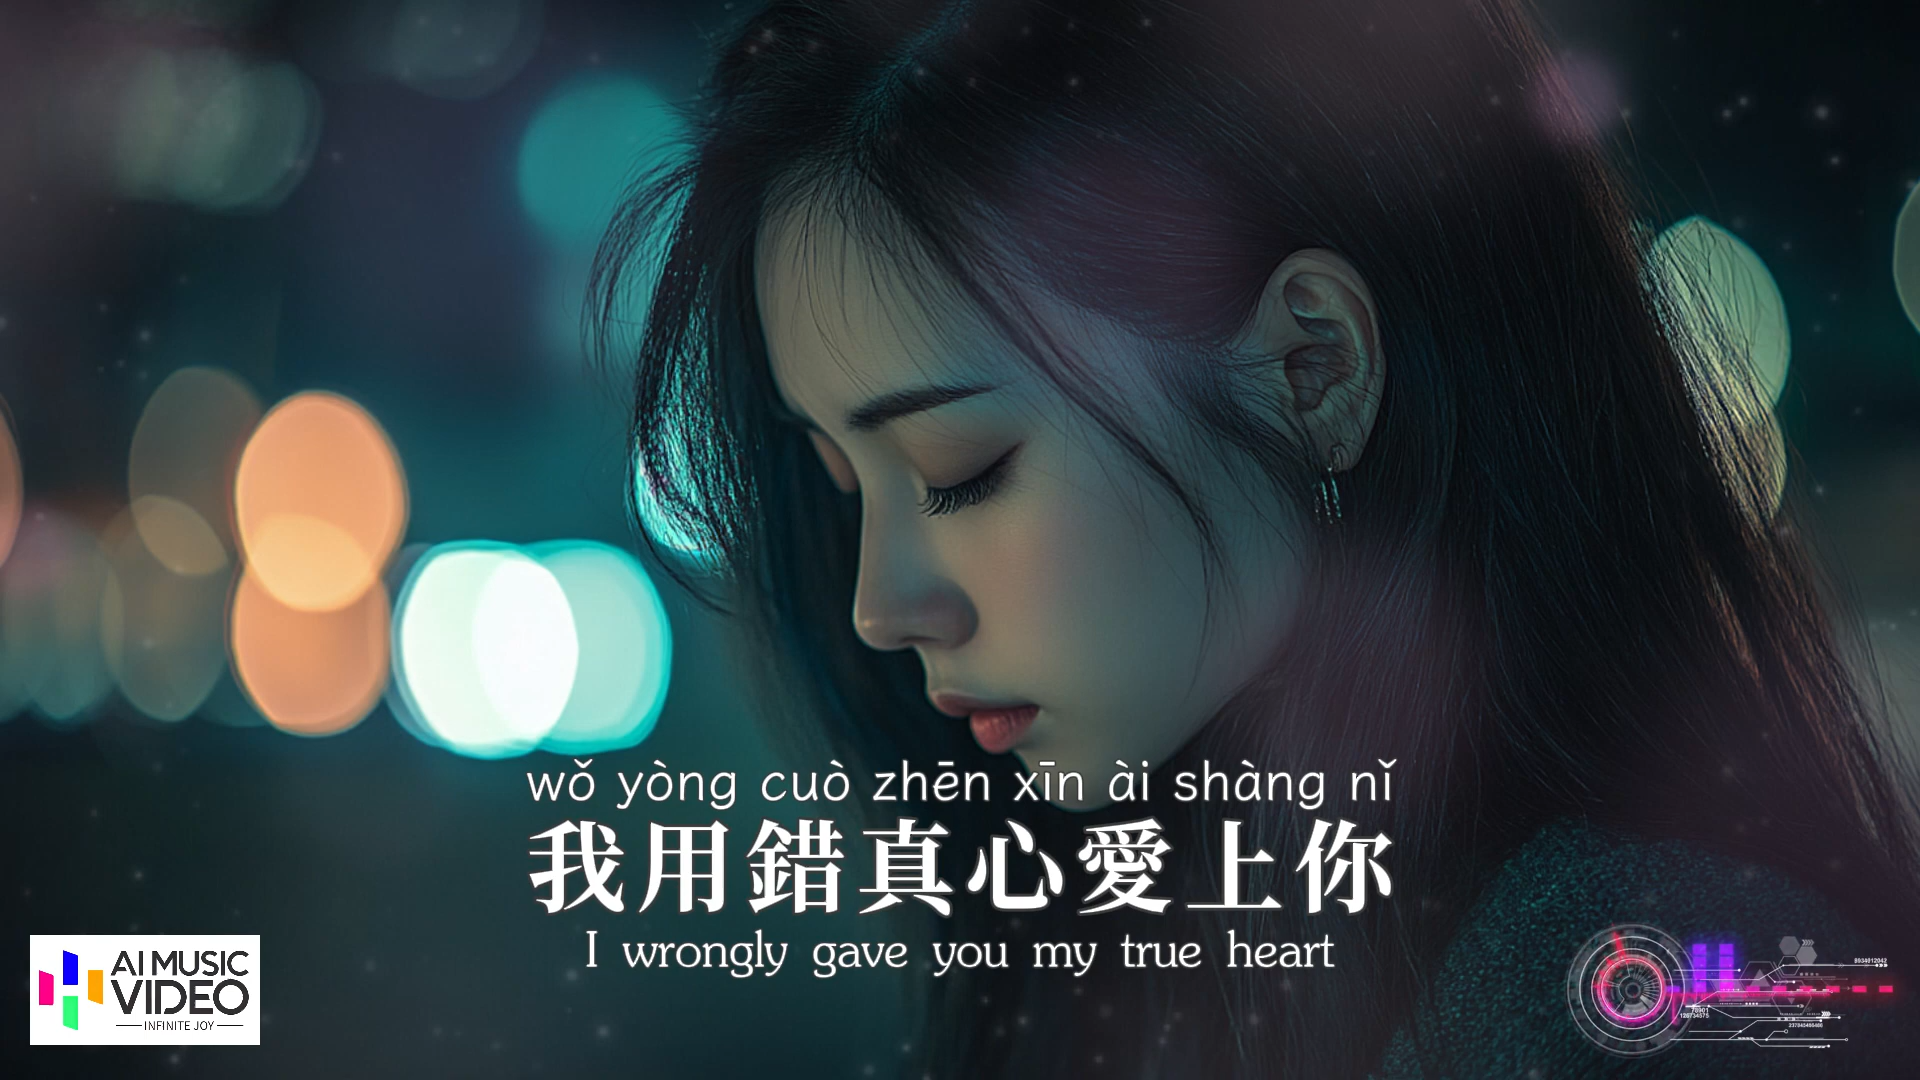 wǒ yòng cuò zhēn xīn ài shàng nǐ
我用錯真心愛上你
I wrongly gave you my true heart
AI MUSIC
VIDEO
INFINITE JOY